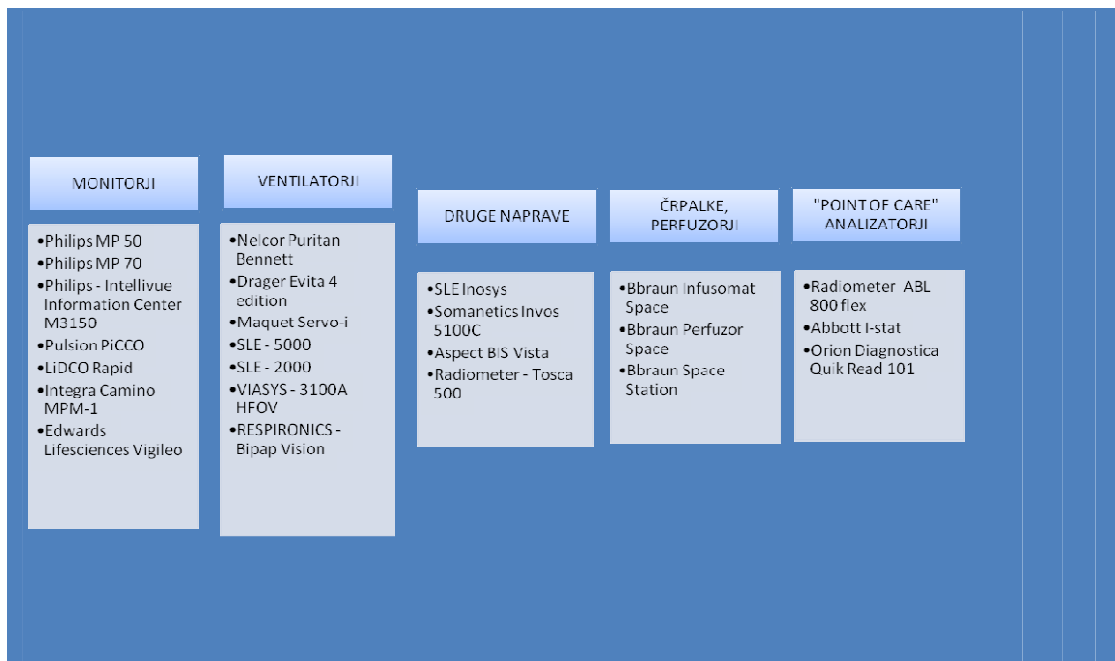 MONITORJI
•Philips MP 50
•Philips MP 70
•Philips - Intellivue
Information Center
M3150
•Pulsion PiCCO
•LiDCO Rapid
•Integra Camino
MPM-1
•Edwards
Lifesciences Vigileo
VENTILATORJI
•Nelcor Puritan
Bennett
•Drager Evita 4
edition
•Maquet Servo-i
•SLE - 5000
•SLE - 2000
•VIASYS - 3100A
HFOV
•RESPIRONICS -
Bipap Vision
DRUGE NAPRAVE
•SLE Inosys
•Somanetics Invos
5100C
•Aspect BIS Vista
•Radiometer - Tosca
500
ČRPALKE,
PERFUZORJI
•Bbraun Infusomat
Space
•Bbraun Perfuzor
Space
•Bbraun Space
Station
"POINT OF CARE"
ANALIZATORJI
•Radiometer ABL
800 flex
•Abbott I-stat
•Orion Diagnostica
Quik Read 101